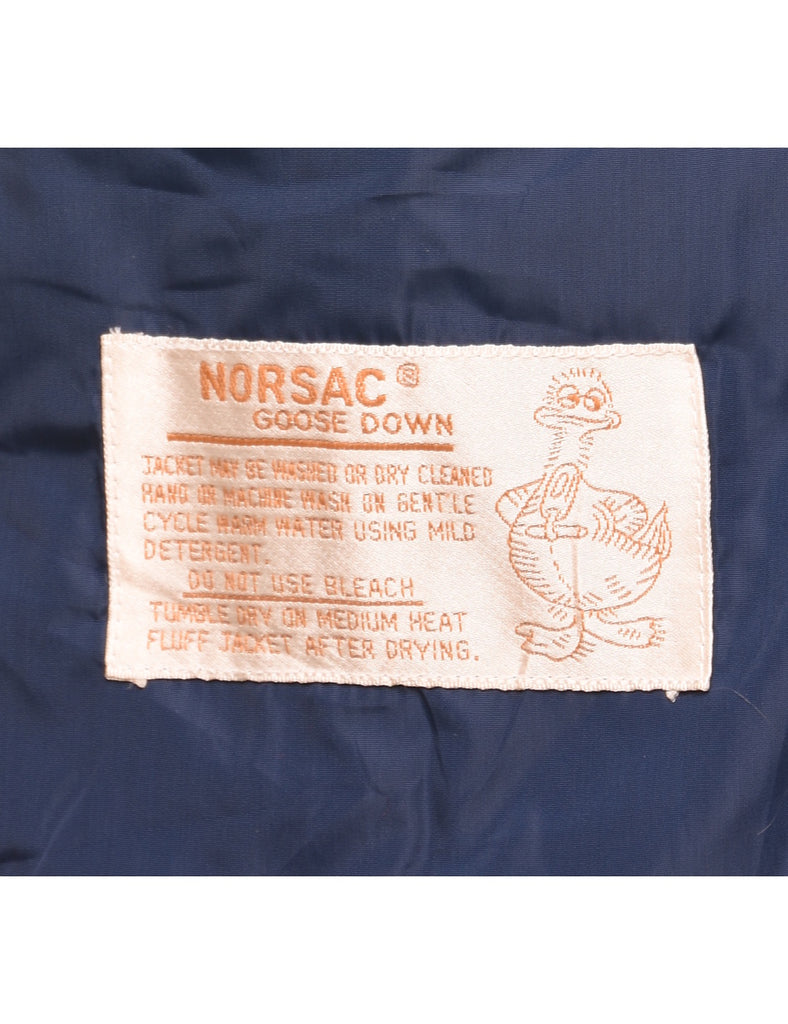 NORSAC®
GOOSE DOWN
JACKET MAY BE WASHED OR DRY CLEANED
HAND OR MACHINE WASH ON GENTLE
CYCLE WARM WATER USING MILD
DETERGENT.
DO NOT USE BLEACH
TUMBLE DRY ON MEDIUM HEAT
FLUFF JACKET AFTER DRYING.